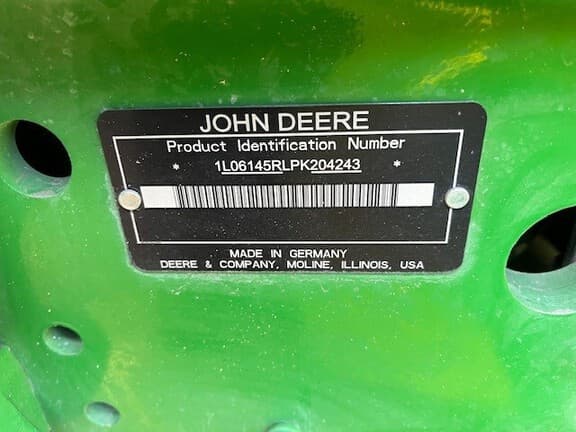 JOHN DEERE
Product Identification Number
* 1L06145RLPK204243 *
MADE IN GERMANY
DEERE & COMPANY, MOLINE, ILLINOIS, USA